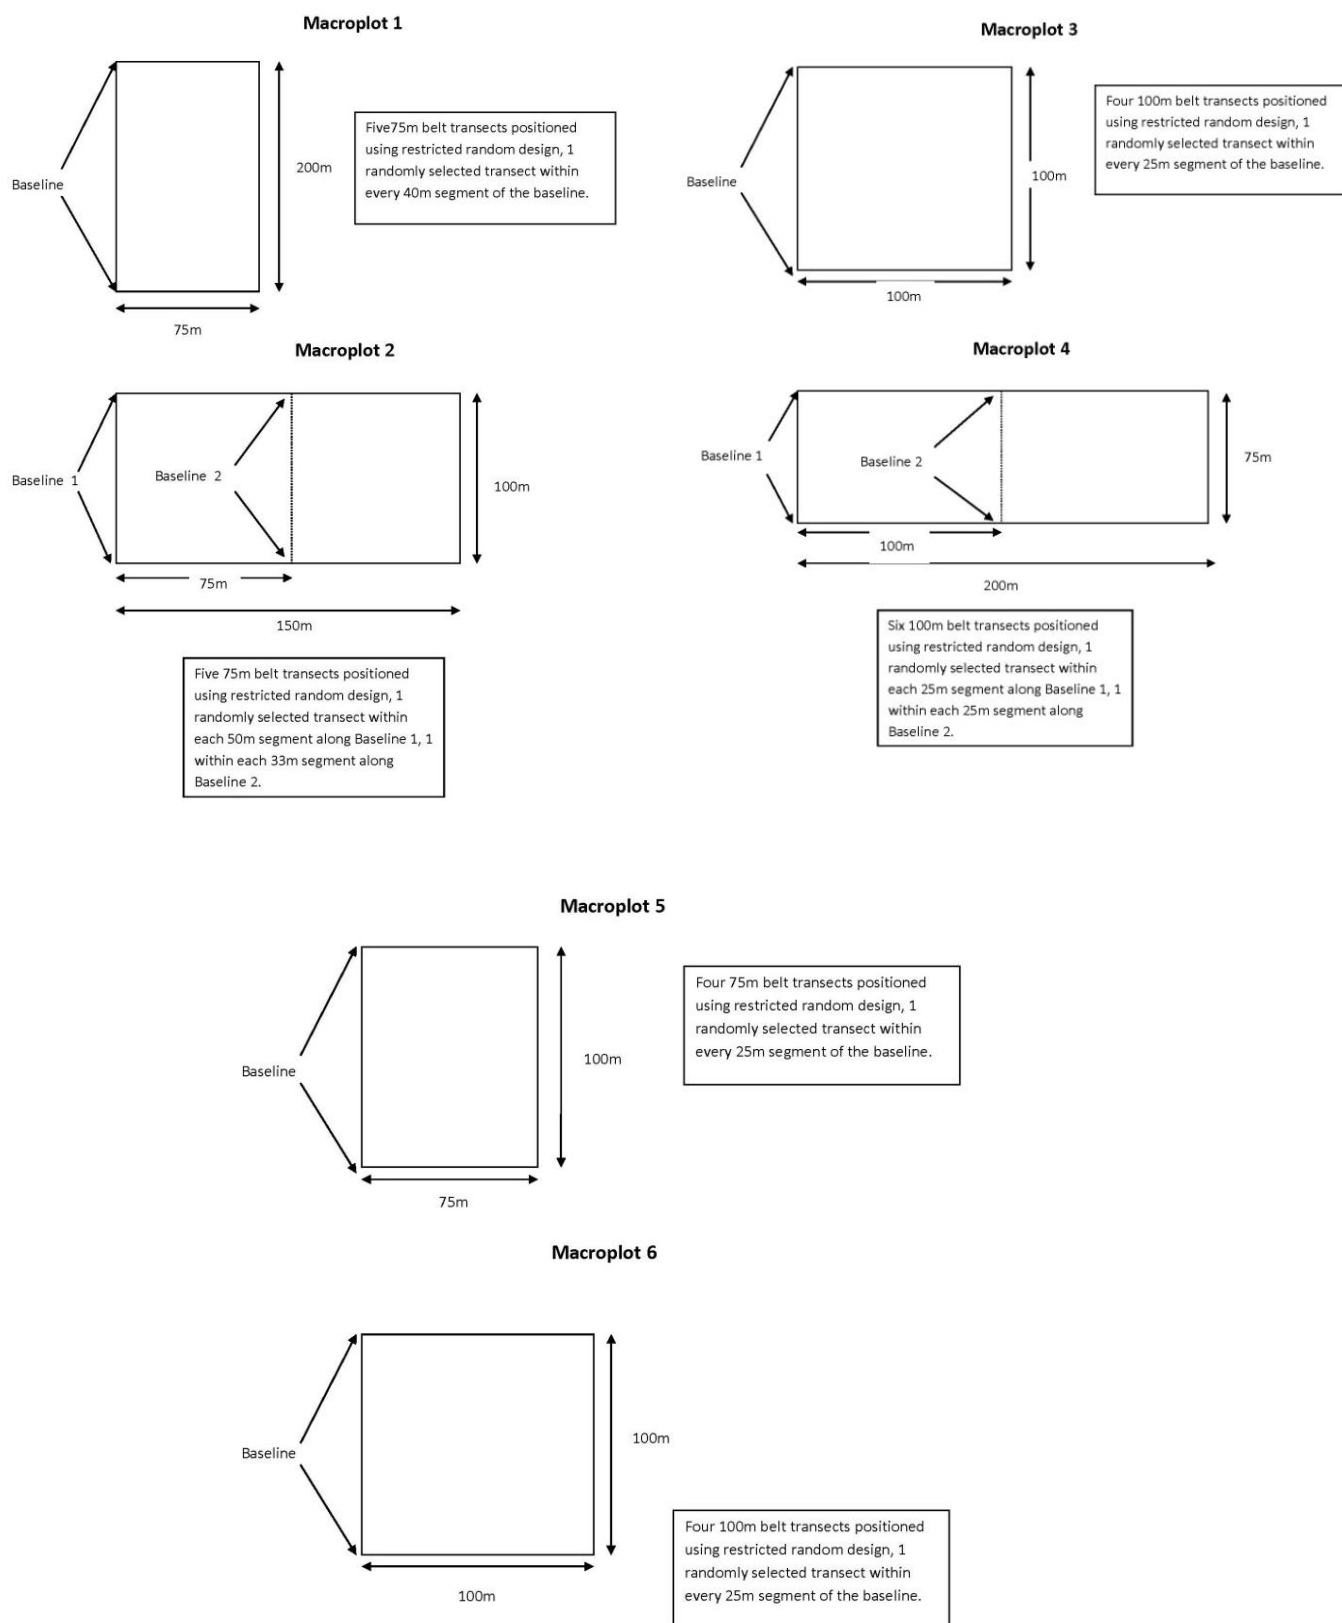 Macroplot 1
Baseline
200m
75m
Five75m belt transects positioned
using restricted random design, 1
randomly selected transect within
every 40m segment of the baseline.
Macroplot 3
Baseline
100m
100m
Four 100m belt transects positioned
using restricted random design, 1
randomly selected transect within
every 25m segment of the baseline.
Macroplot 2
Baseline 1
Baseline 2
100m
75m
150m
Five 75m belt transects positioned
using restricted random design, 1
randomly selected transect within
each 50m segment along Baseline 1, 1
within each 33m segment along
Baseline 2.
Macroplot 4
Baseline 1
Baseline 2
75m
100m
200m
Six 100m belt transects positioned
using restricted random design, 1
randomly selected transect within
each 25m segment along Baseline 1, 1
within each 25m segment along
Baseline 2.
Macroplot 5
Baseline
100m
75m
Four 75m belt transects positioned
using restricted random design, 1
randomly selected transect within
every 25m segment of the baseline.
Macroplot 6
Baseline
100m
100m
Four 100m belt transects positioned
using restricted random design, 1
randomly selected transect within
every 25m segment of the baseline.